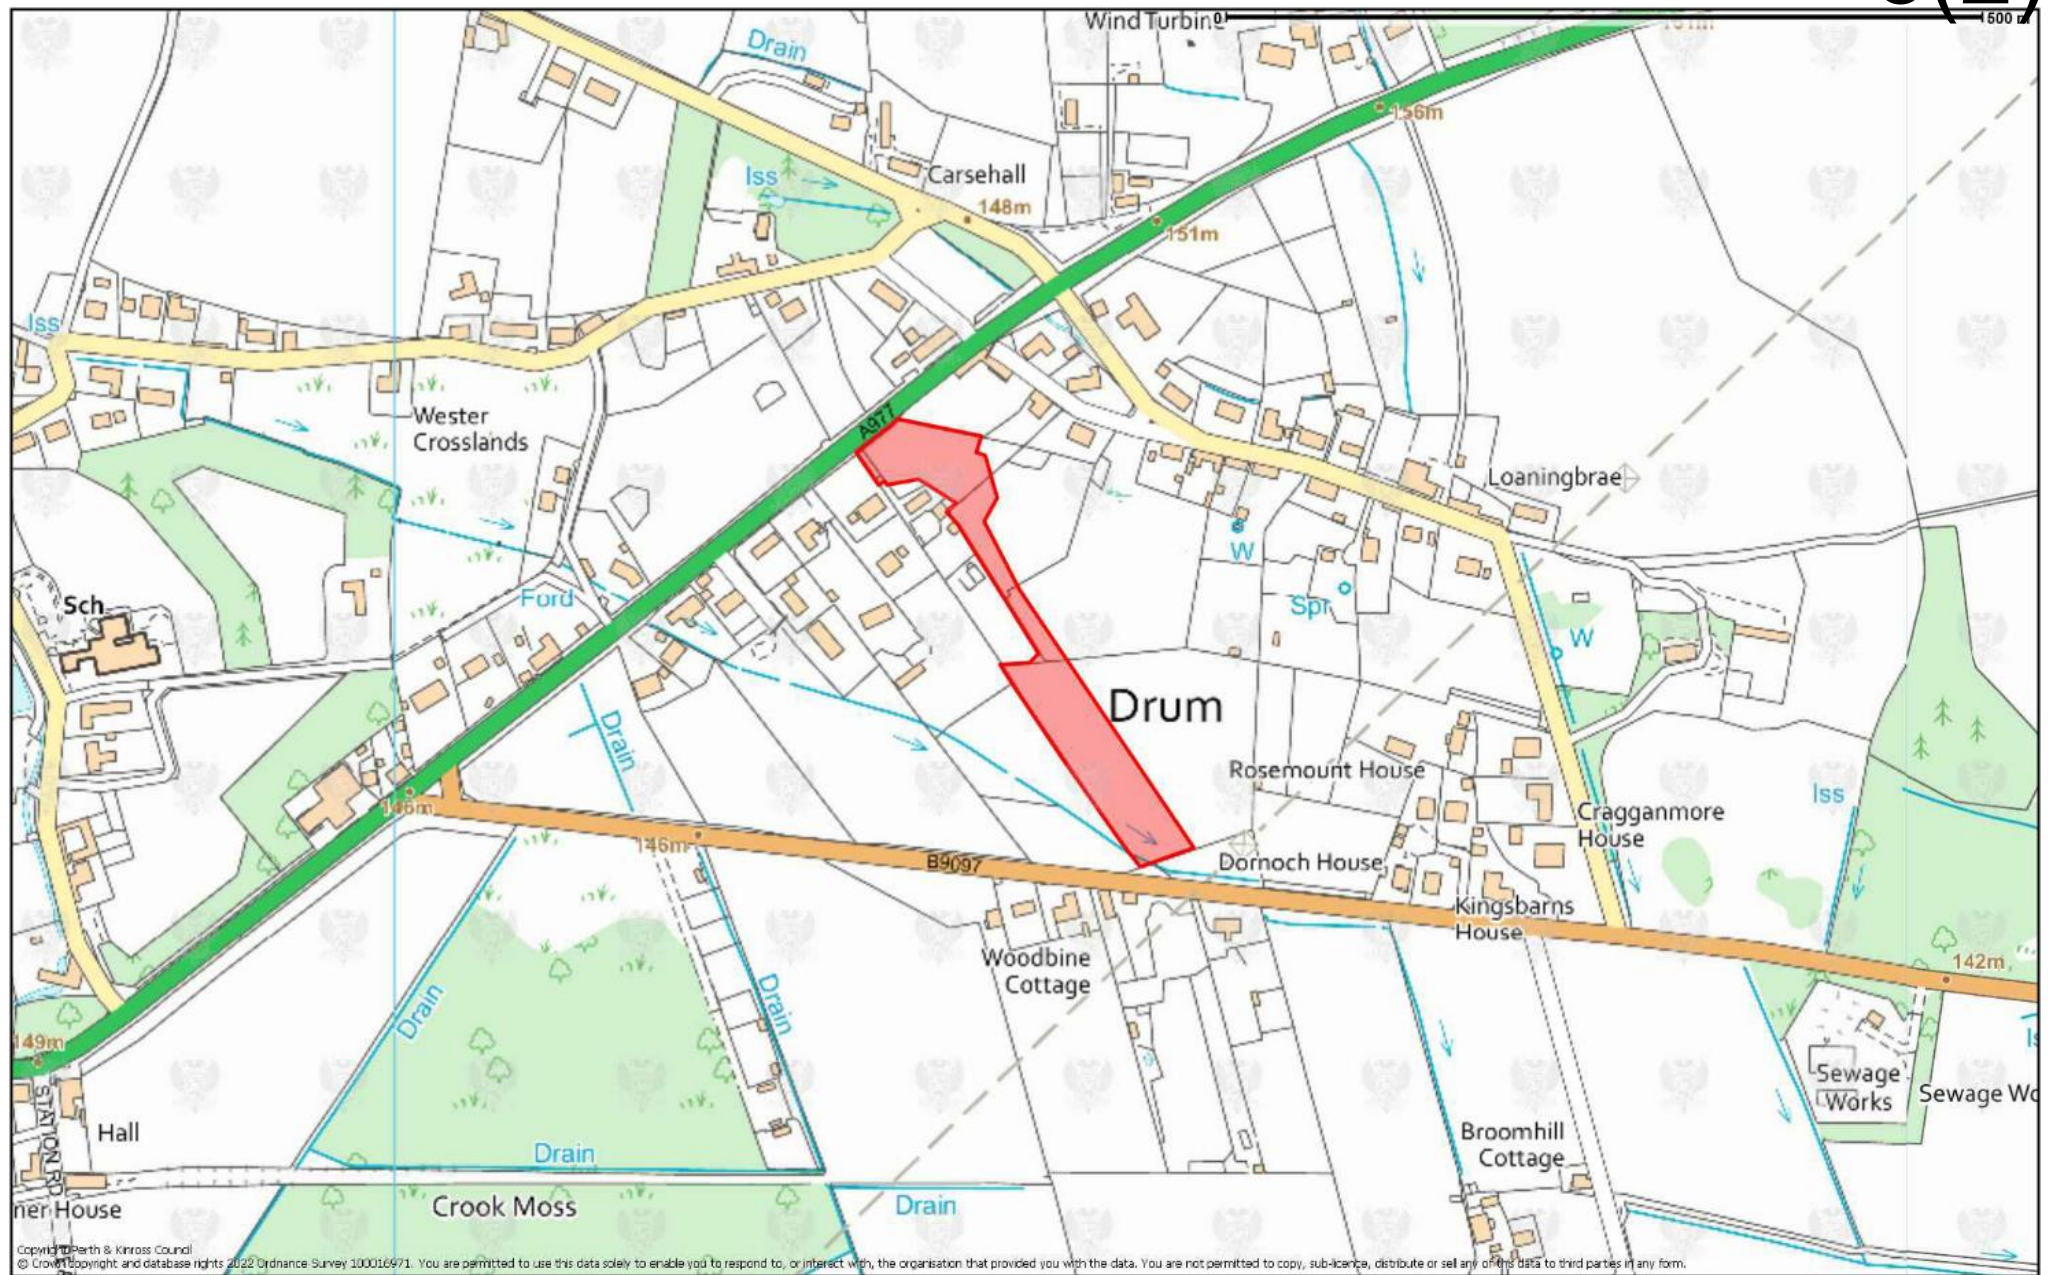 Wind Turbine
0
500 m
161m
Drain
156m
Iss
Carsehall
148m
151m
Iss
Wester
Crosslands
A977
Loaningbrae
W
Sch
Ford
Spr
W
Drum
Drain
Rosemount House
146m
146m
B9097
Iss
Cragganmore
House
Dornoch House
Kingsbarns
House
Woodbine
Cottage
142m
Drain
Drain
149m
STATION RD
Hall
Sewage
Works
Broomhill
Cottage
Drain
ner House
Crook Moss
Drain
Copyright Perth & Kinross Council
© Crown copyright and database rights 2022 Ordnance Survey 100016971. You are permitted to use this data solely to enable you to respond to, or interact with, the organisation that provided you with the data. You are not permitted to copy, sub-licence, distribute or sell any of this data to third parties in any form.